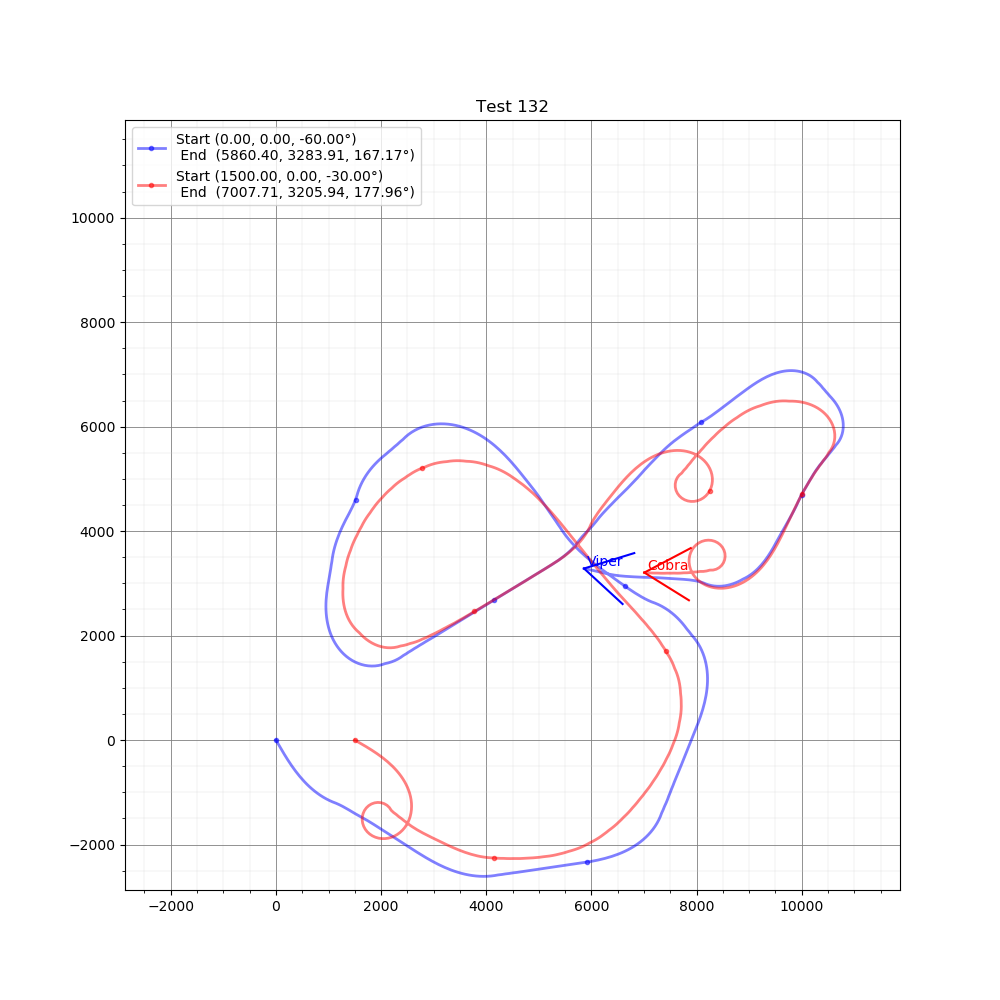 Test 132
Start (0.00, 0.00, -60.00°)
End (5860.40, 3283.91, 167.17°)
Start (1500.00, 0.00, -30.00°)
End (7007.71, 3205.94, 177.96°)
10000
8000
6000
4000
2000
0
−2000
Viper
Cobra
−2000 0 2000 4000 6000 8000 10000